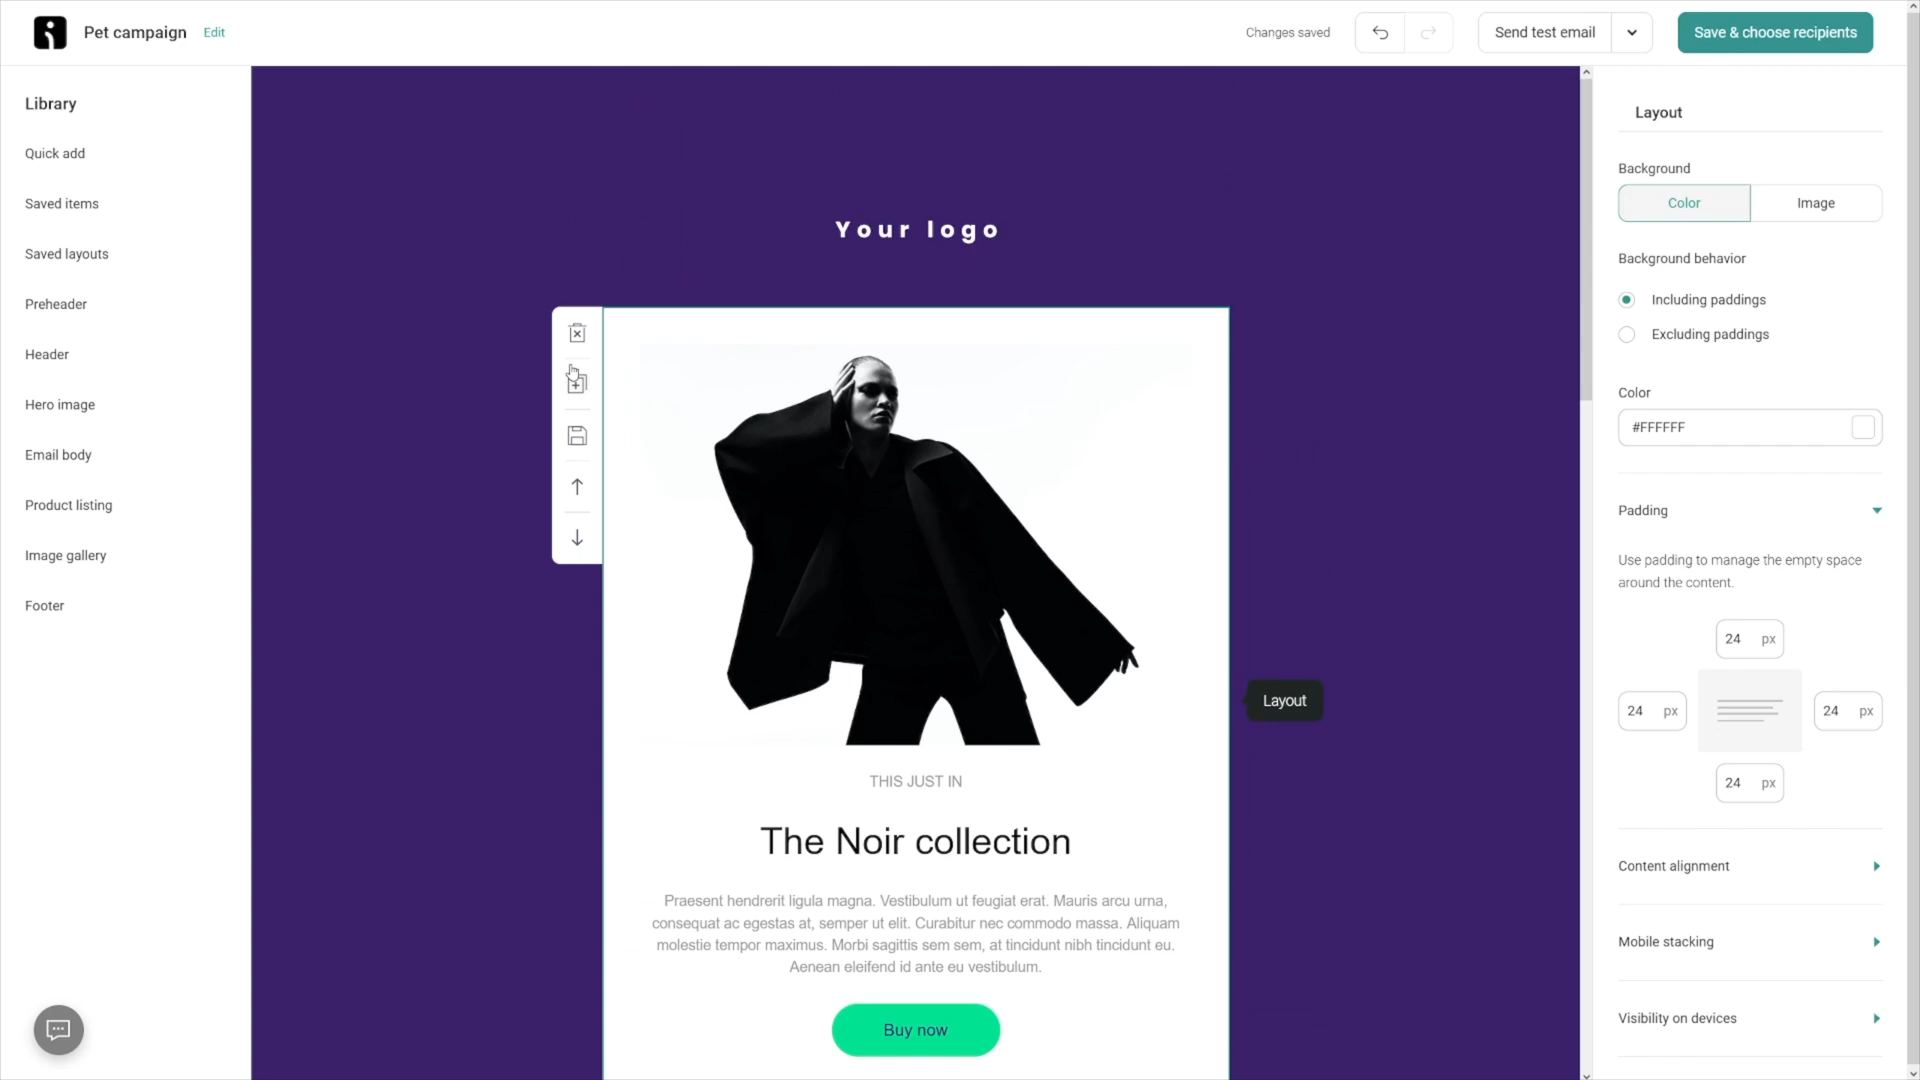 Pet campaign Edit
Changes saved
Send test email
Save & choose recipients
Library
Quick add
Saved items
Saved layouts
Preheader
Header
Hero image
Email body
Product listing
Image gallery
Footer
Your logo
THIS JUST IN
The Noir collection
Praesent hendrerit ligula magna. Vestibulum ut feugiat erat. Mauris arcu urna,
consequat ac egestas at, semper ut elit. Curabitur nec commodo massa. Aliquam
molestie tempor maximus. Morbi sagittis sem sem, at tincidunt nibh tincidunt eu.
Aenean eleifend id ante eu vestibulum.
Buy now
Layout
Layout
Background
Color Image
Background behavior
Including paddings
Excluding paddings
Color
#FFFFFF
Padding
Use padding to manage the empty space
around the content.
24 px
24 px 24 px
24 px
Content alignment
Mobile stacking
Visibility on devices